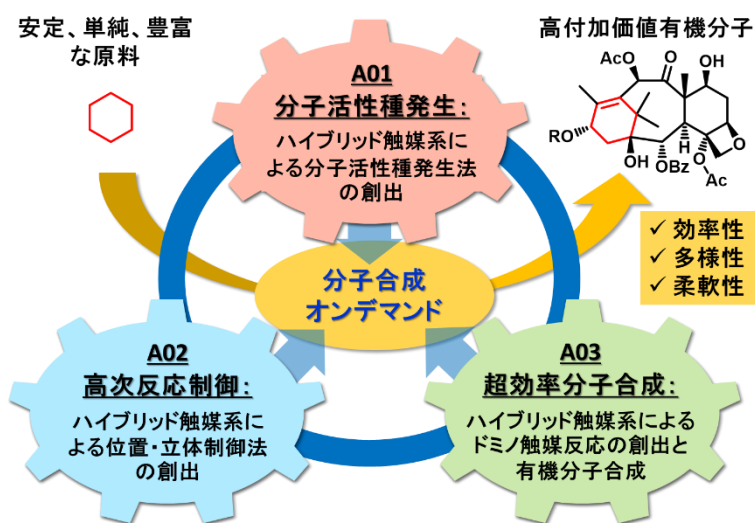 安定、単純、豊富
な原料
A01
分子活性種発生:
ハイブリッド触媒系に
よる分子活性種発生法
の創出
高付加価値有機分子
AcO
O
OH
RO
OH
OBz
O
Ac
O
✓ 効率性
✓ 多様性
✓ 柔軟性
分子合成
オンデマンド
A02
高次反応制御:
ハイブリッド触媒系に
よる位置・立体制御法
の創出
A03
超効率分子合成:
ハイブリッド触媒系による
ドミノ触媒反応の創出と
有機分子合成